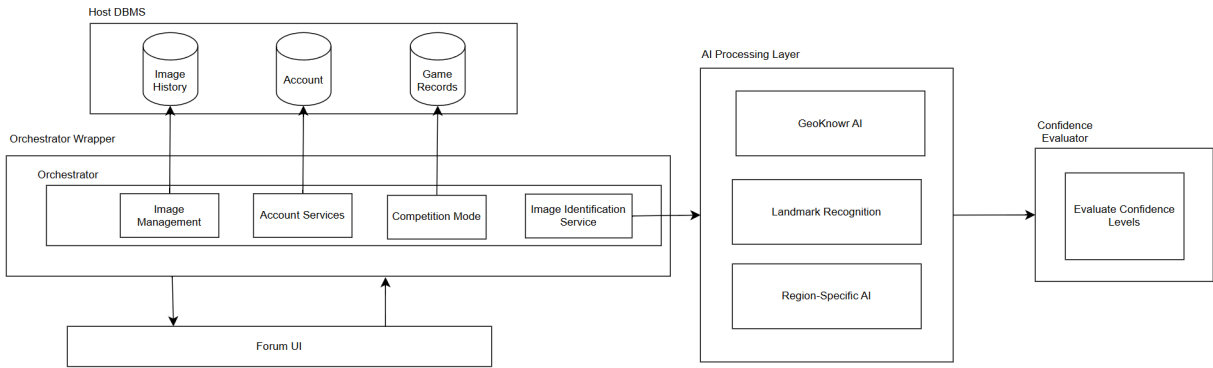 Host DBMS
Image
History
Account
Game
Records
Orchestrator Wrapper
Orchestrator
Image
Management
Account Services
Competition Mode
Image Identification
Service
Forum UI
AI Processing Layer
GeoKnowr AI
Landmark Recognition
Region-Specific AI
Confidence
Evaluator
Evaluate Confidence
Levels